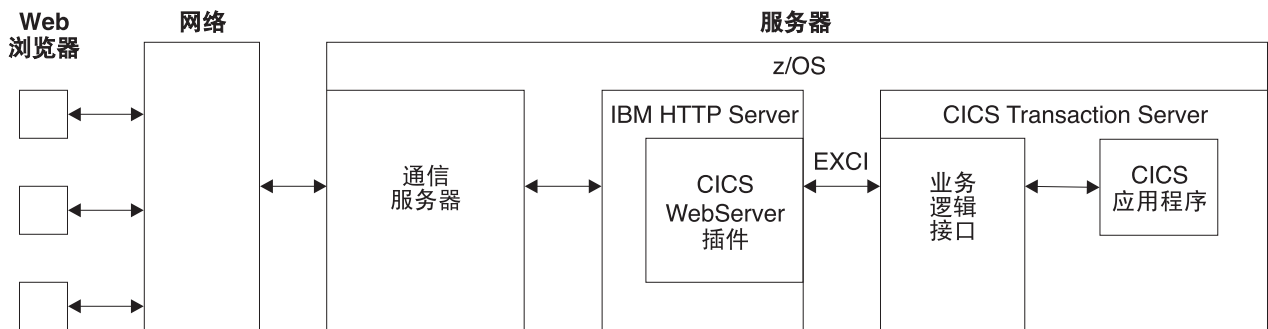 Web
浏览器
网络
服务器
z/OS
IBM HTTP Server
CICS Transaction Server
通信
服务器
CICS
WebServer
插件
EXCI
业务
逻辑
接口
CICS
应用程序